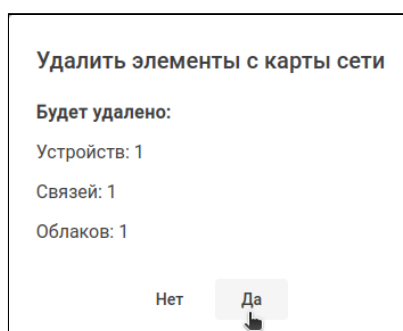 Удалить элементы с карты сети
Будет удалено:
Устройств: 1
Связей: 1
Облаков: 1
Нет Да